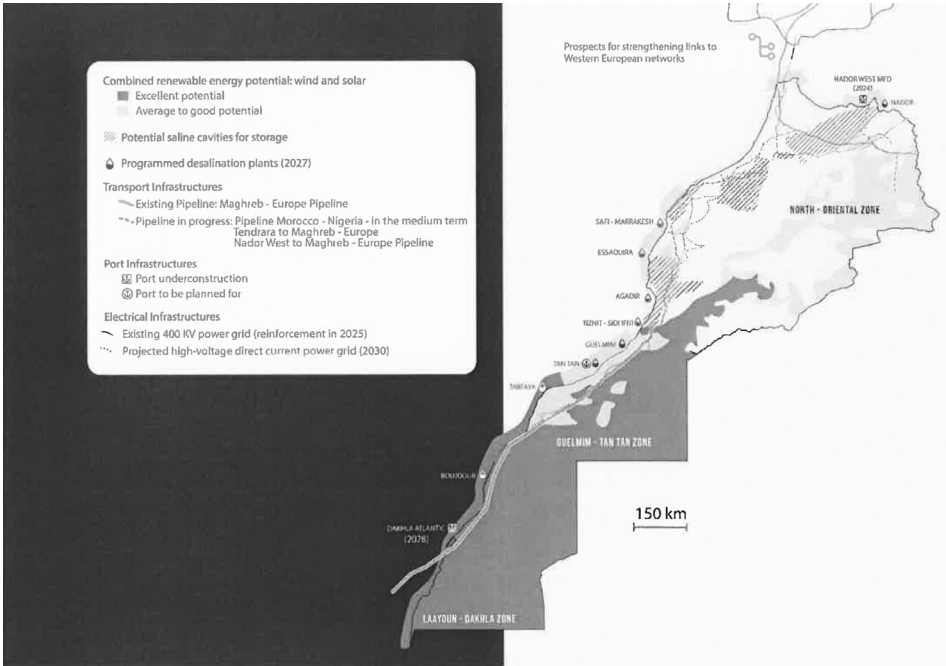 Prospects for strengthening links to
Western European networks
Combined renewable energy potential: wind and solar
Excellent potential
Average to good potential
Potential saline cavities for storage
Programmed desalination plants (2027)
Transport Infrastructures
Existing Pipeline: Maghreb - Europe Pipeline
Pipeline in progress: Pipeline Morocco - Nigeria - in the medium term
Tendrara to Maghreb - Europe
Nador West to Maghreb - Europe Pipeline
Port Infrastructures
Port underconstruction
Port to be planned for
Electrical Infrastructures
Existing 400 KV power grid (reinforcement in 2025)
Projected high-voltage direct current power grid (2030)
NADOR WEST MED
(2024)
NADOR
NORTH - ORIENTAL ZONE
SAFI - MARRAKESH
ESSAOUIRA
AGADIR
TIZNIT - SIDI IFNI
GUELMIM
TAN TAN
TARFAYA
GUELMIM - TAN TAN ZONE
BOUJDOUR
150 km
DAKHLA ATLANTIC
(2028)
LAAYOUN - DAKHLA ZONE